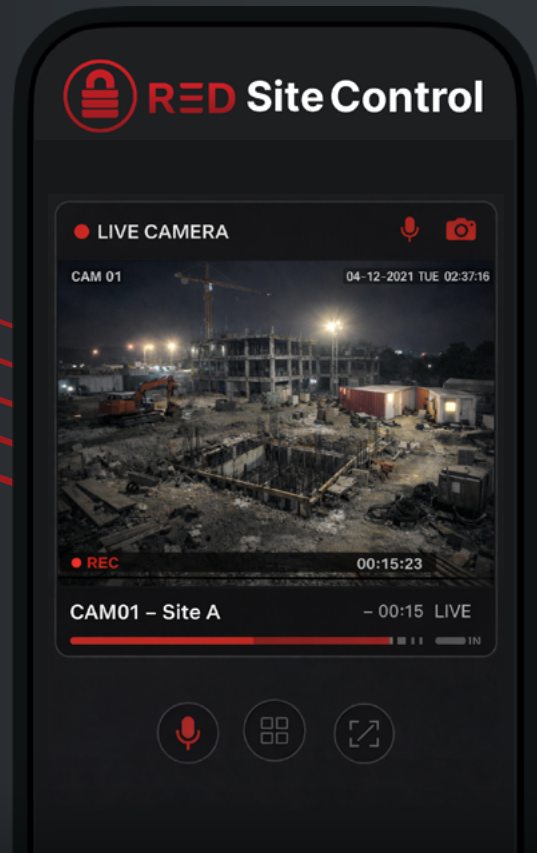 RED Site Control
LIVE CAMERA
CAM 01 04-12-2021 TUE 02:37:16
REC 00:15:23
CAM01 – Site A – 00:15 LIVE
IN